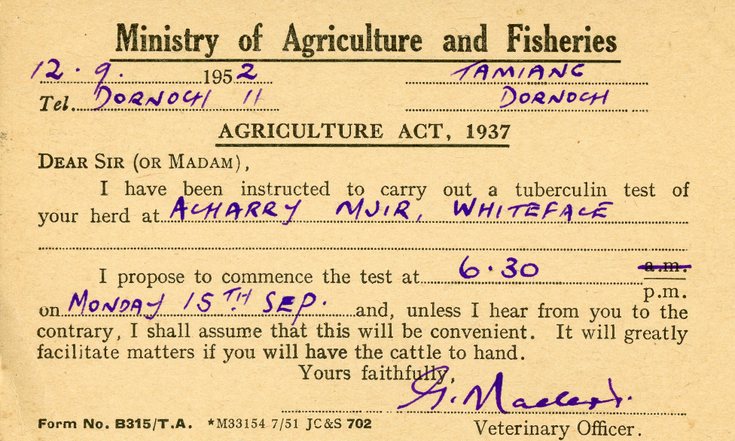 Ministry of Agriculture and Fisheries
12.9. 1952 TAMIANG
Tel. DORNOCH 11 DORNOCH
AGRICULTURE ACT, 1937
DEAR SIR (OR MADAM),
I have been instructed to carry out a tuberculin test of
your herd at ACHARRY MUIR, WHITEFACE
I propose to commence the test at 6.30 a.m.
p.m.
on MONDAY 15TH SEP. and, unless I hear from you to the
contrary, I shall assume that this will be convenient. It will greatly
facilitate matters if you will have the cattle to hand.
Yours faithfully,
Veterinary Officer.
Form No. B315/T.A. *M33154 7/51 JC&S 702